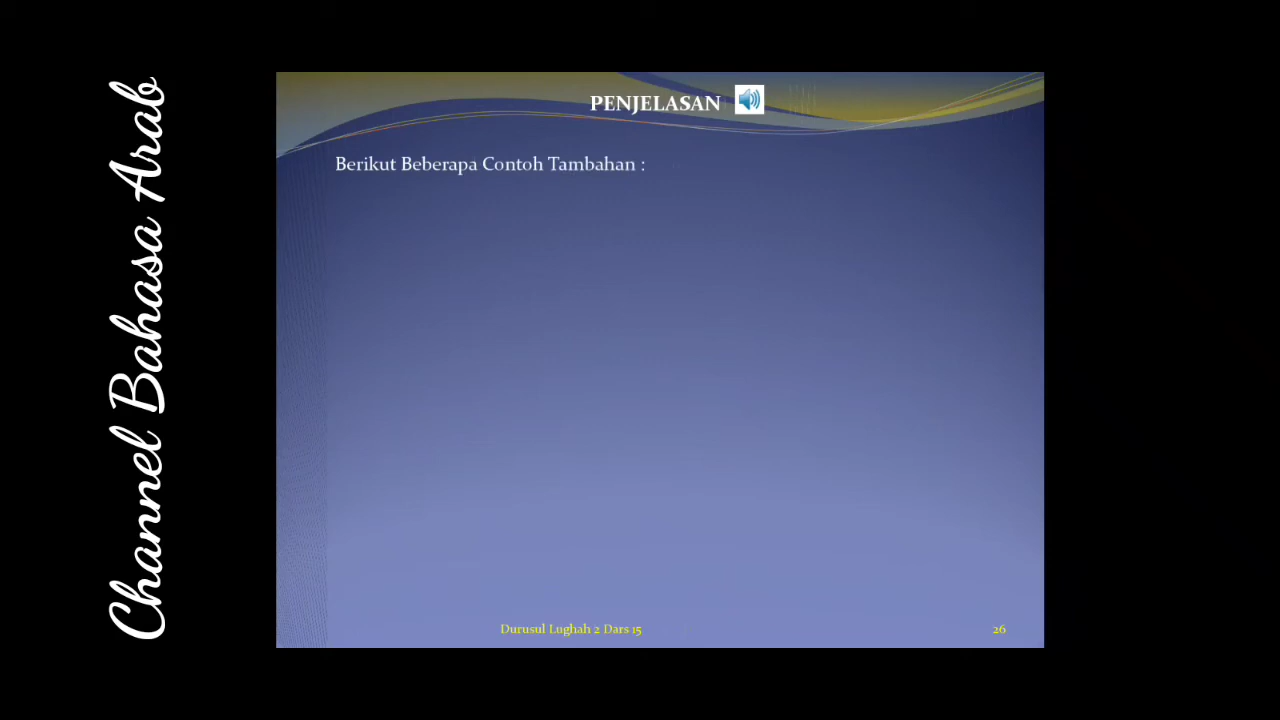 Channel Bahasa Arab
PENJELASAN
Berikut Beberapa Contoh Tambahan :
Durusul Lughah 2 Dars 15
26